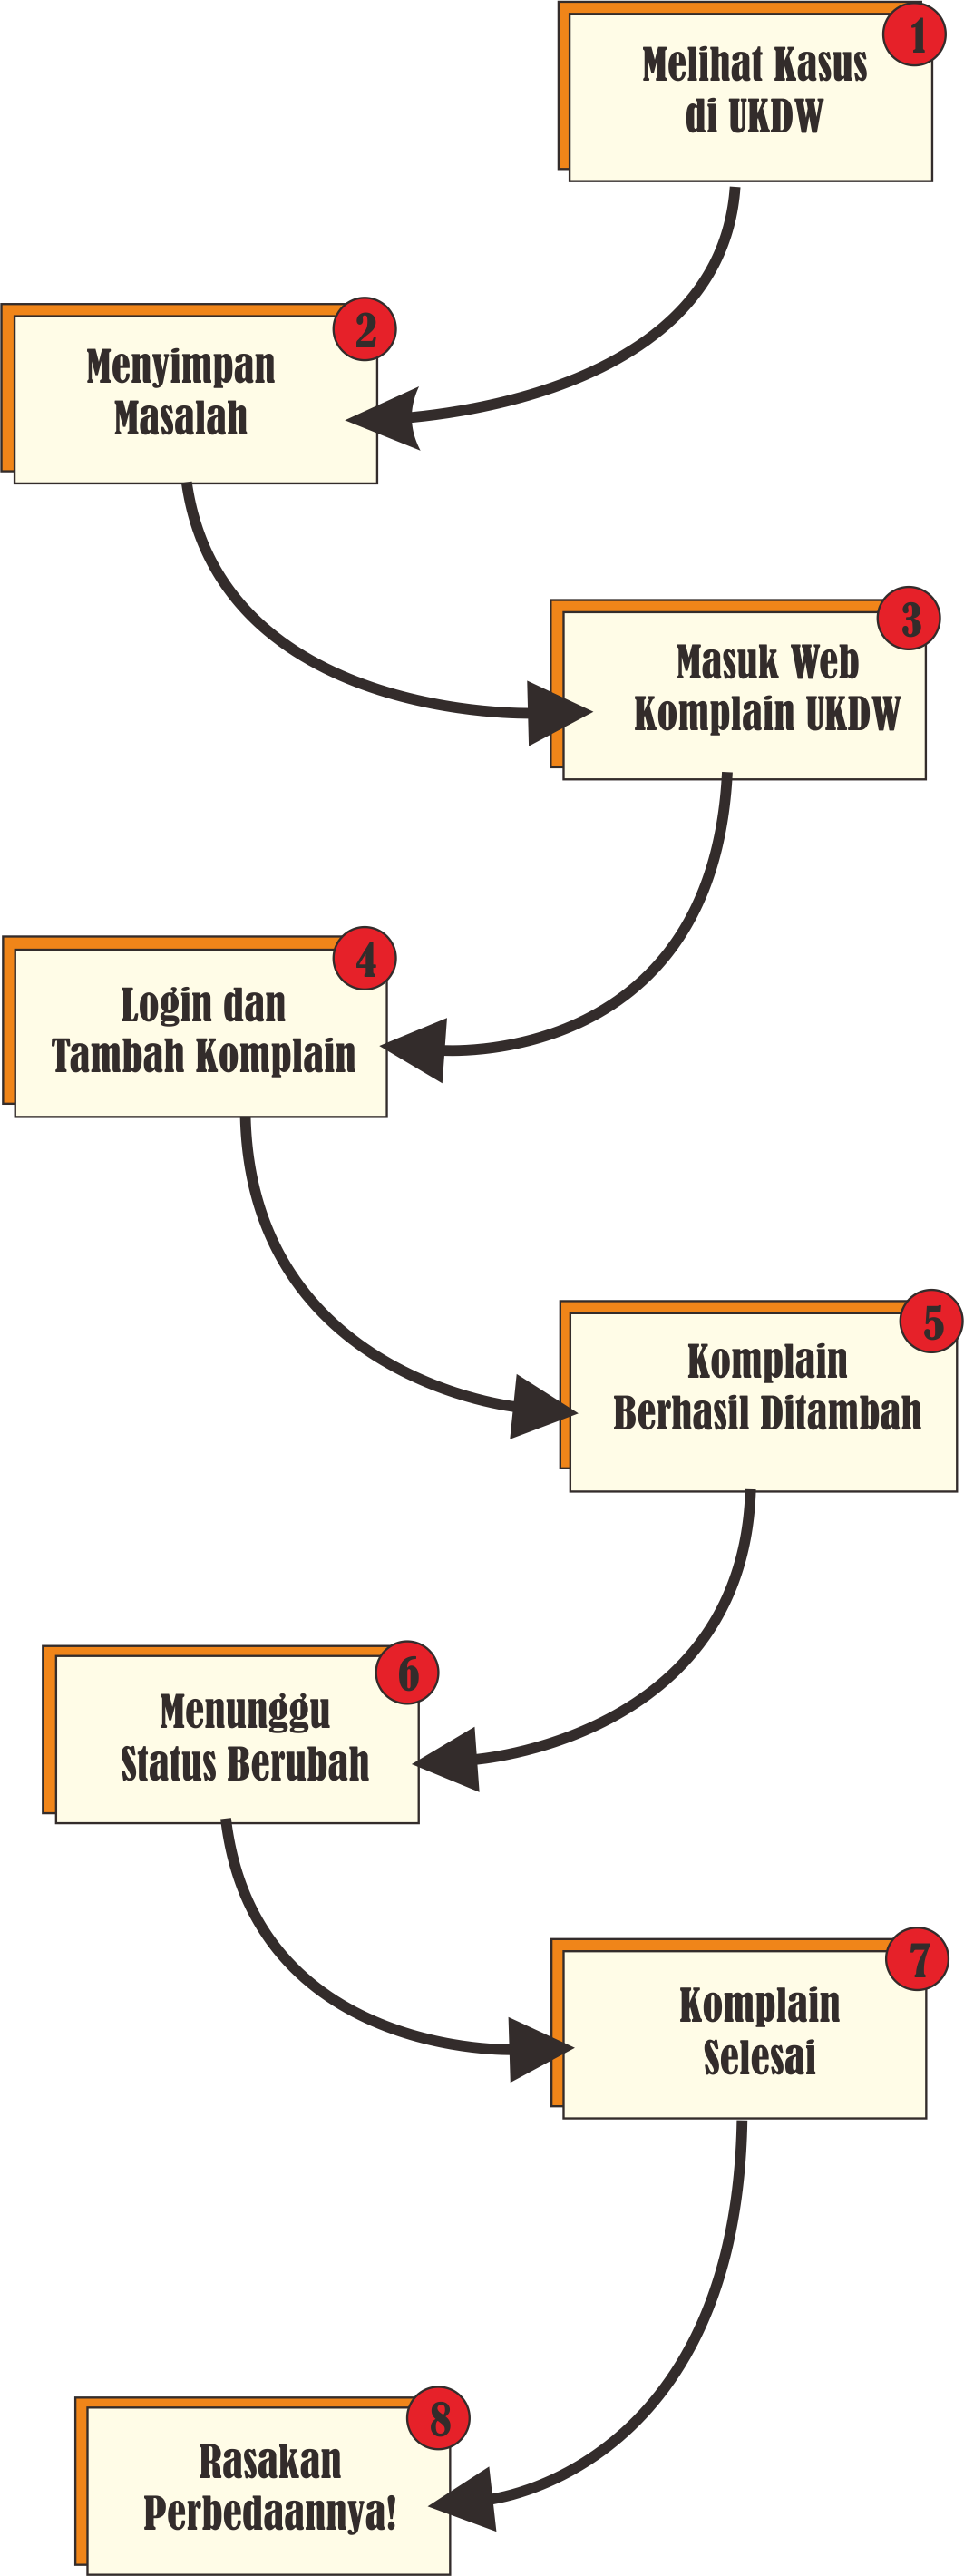 1
Melihat Kasus
di UKDW
2
Menyimpan
Masalah
3
Masuk Web
Komplain UKDW
4
Login dan
Tambah Komplain
5
Komplain
Berhasil Ditambah
6
Menunggu
Status Berubah
7
Komplain
Selesai
8
Rasakan
Perbedaannya!